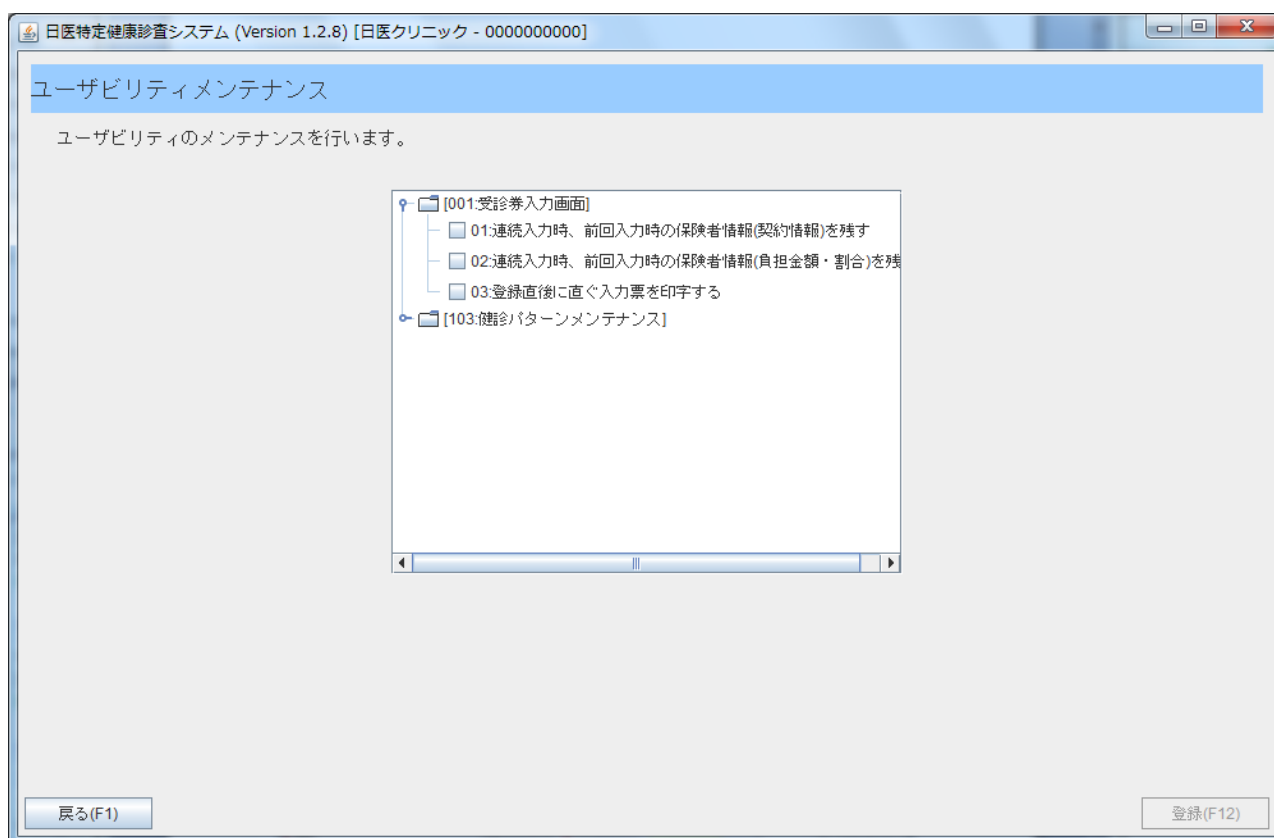 日医特定健康診査システム (Version 1.2.8) [日医クリニック - 0000000000]
ユーザビリティメンテナンス
ユーザビリティのメンテナンスを行います。
[001:受診券入力画面]
01:連続入力時、前回入力時の保険者情報(契約情報)を残す
02:連続入力時、前回入力時の保険者情報(負担金額・割合)を残
03:登録直後に直ぐ入力票を印字する
[103:健診パターンメンテナンス]
戻る(F1)
登録(F12)